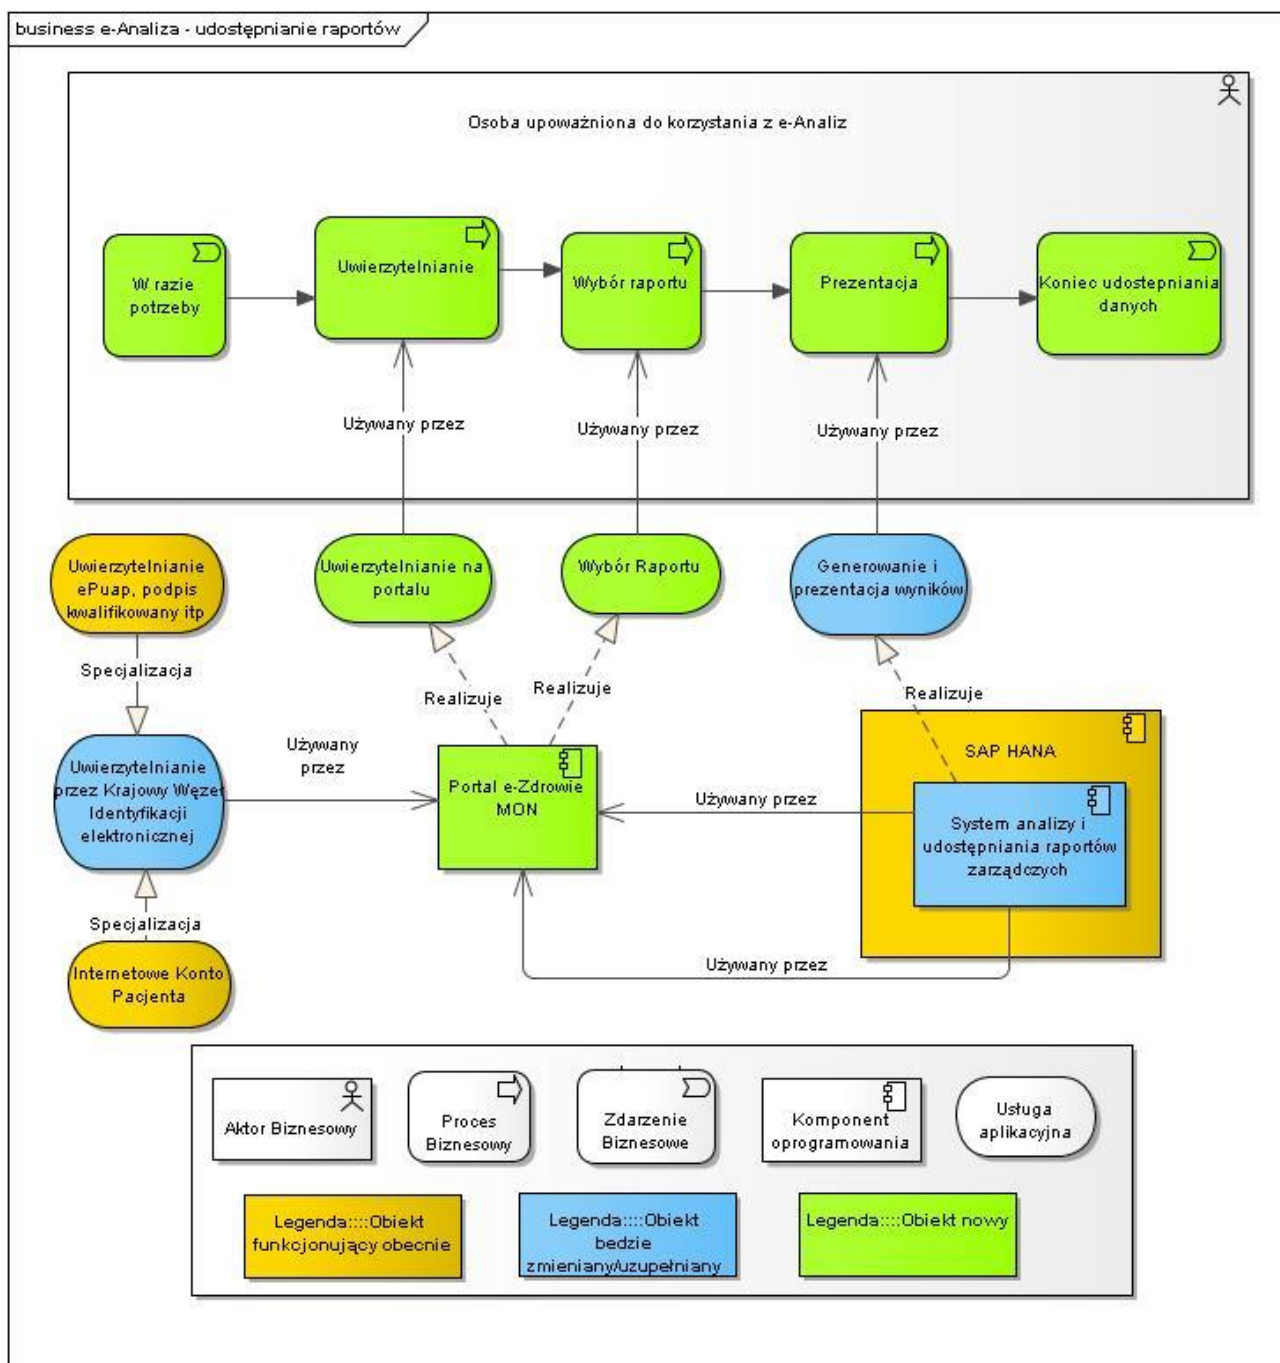 business e-Analiza - udostępnianie raportów
Osoba upoważniona do korzystania z e-Analiz
W razie
potrzeby
Uwierzytelnianie
Wybór raportu
Prezentacja
Koniec udostepniania
danych
Używany przez
Używany przez
Używany przez
Uwierzytelnianie
ePuap, podpis
kwalifikowany itp
Uwierzytelnianie na
portalu
Wybór Raportu
Generowanie i
prezentacja wyników
Specjalizacja
Realizuje
Realizuje
Realizuje
Uwierzytelnianie
przez Krajowy Węzeł
Identyfikacji
elektronicznej
Używany
przez
Portal e-Zdrowie
MON
Używany przez
SAP HANA
System analizy i
udostępniania raportów
zarządczych
Specjalizacja
Internetowe Konto
Pacjenta
Używany przez
Aktor Biznesowy
Proces
Biznesowy
Zdarzenie
Biznesowe
Komponent
oprogramowania
Usługa
aplikacyjna
Legenda::::Obiekt
funkcjonujący obecnie
Legenda::::Obiekt
bedzie
zmieniany/uzupełniany
Legenda::::Obiekt nowy